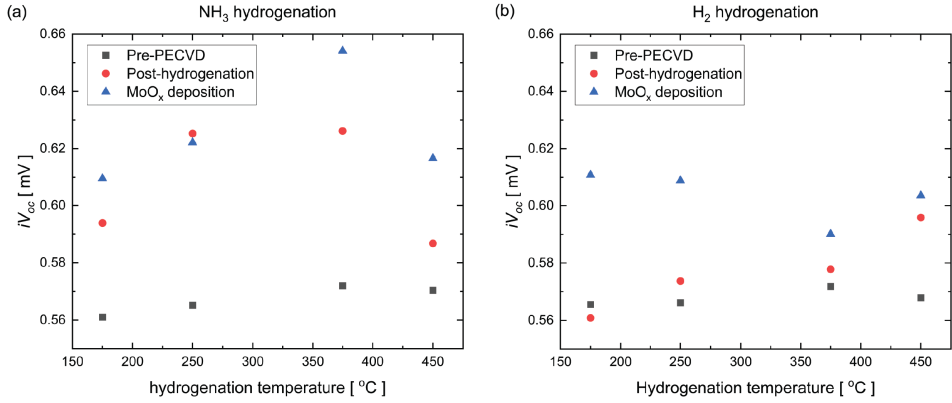 (a)
NH₃ hydrogenation
0.66
0.64
0.62
0.60
0.58
0.56
iVoc [ mV]
Pre-PECVD
Post-hydrogenation
MoOₓ deposition
150 200 250 300 350 400 450
hydrogenation temperature [ °C]
(b)
H₂ hydrogenation
0.66
0.64
0.62
0.60
0.58
0.56
iVoc [ mV]
Pre-PECVD
Post-hydrogenation
MoOₓ deposition
150 200 250 300 350 400 450
Hydrogenation temperature [ °C]